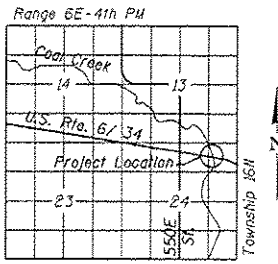 Range 6E-4th PM
Coal Creek
14
13
U.S. Rte. 6/34
Project Location
23
24
550E
St.
Township 16N